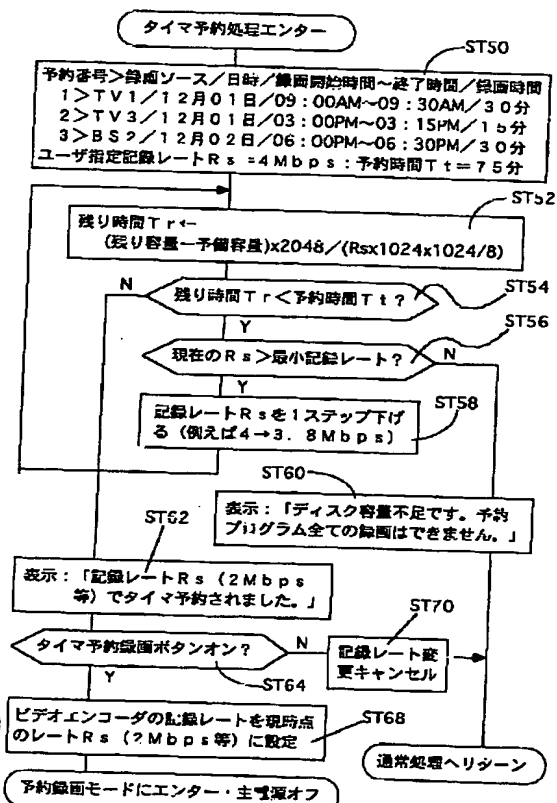 タイマ予約処理エンター
ST50
予約番号>録画ソース/日時/録画開始時間~終了時間/録画時間
1>TV1/12月01日/09:00AM~09:30AM/30分
2>TV3/12月01日/03:00PM~03:15PM/15分
3>BS2/12月02日/06:00PM~06:30PM/30分
ユーザ指定記録レートRs=4Mbps:予約時間Tt=75分
ST52
残り時間Tr←
(残り容量ー予備容量)x2048/(Rsx1024x1024/8)
N
残り時間Tr<予約時間Tt?
ST54
Y
ST56
現在のRs>最小記録レート?
N
Y
ST58
記録レートRsを1ステップ下げ
る(例えば4→3.8Mbps)
ST60
表示:「ディスク容量不足です。予約
プログラム全ての録画はできません。」
ST62
表示:「記録レートRs(2Mbps
等)でタイマ予約されました。」
ST70
タイマ予約録画ボタンオン?
N
記録レート変
更キャンセル
Y
ST64
ビデオエンコーダの記録レートを現時点
のレートRs(2Mbps等)に設定
ST68
通常処理へリターン
予約録画モードにエンター・主電源オフ